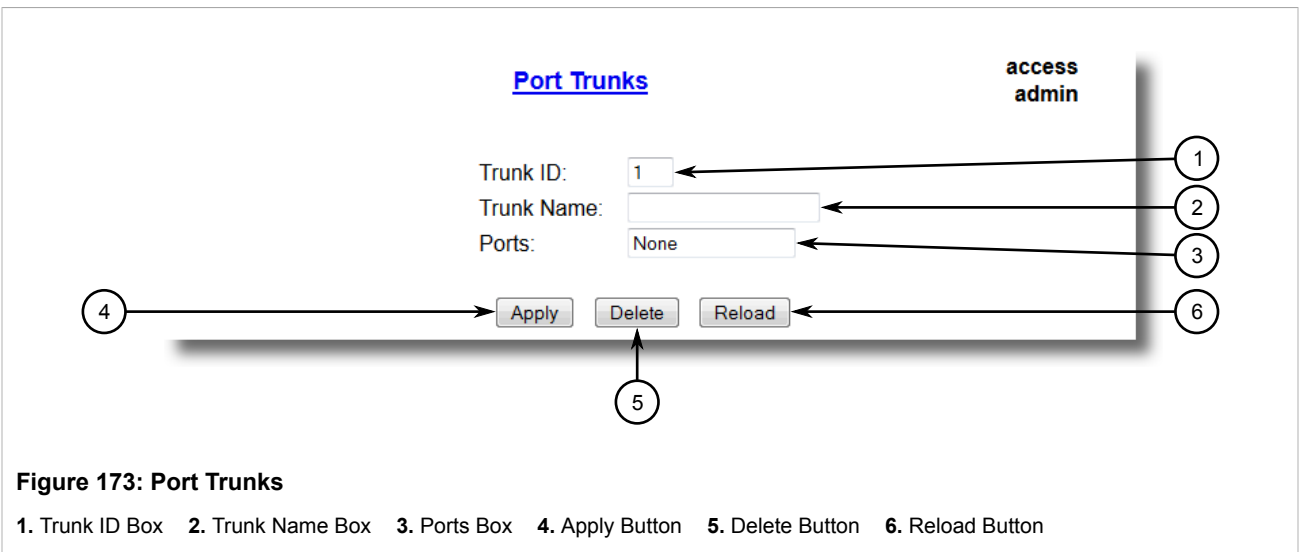 Port Trunks
access
admin
Trunk ID: 1
Trunk Name:
Ports: None
1
2
3
4
Apply Delete Reload
6
5
Figure 173: Port Trunks
1. Trunk ID Box 2. Trunk Name Box 3. Ports Box 4. Apply Button 5. Delete Button 6. Reload Button